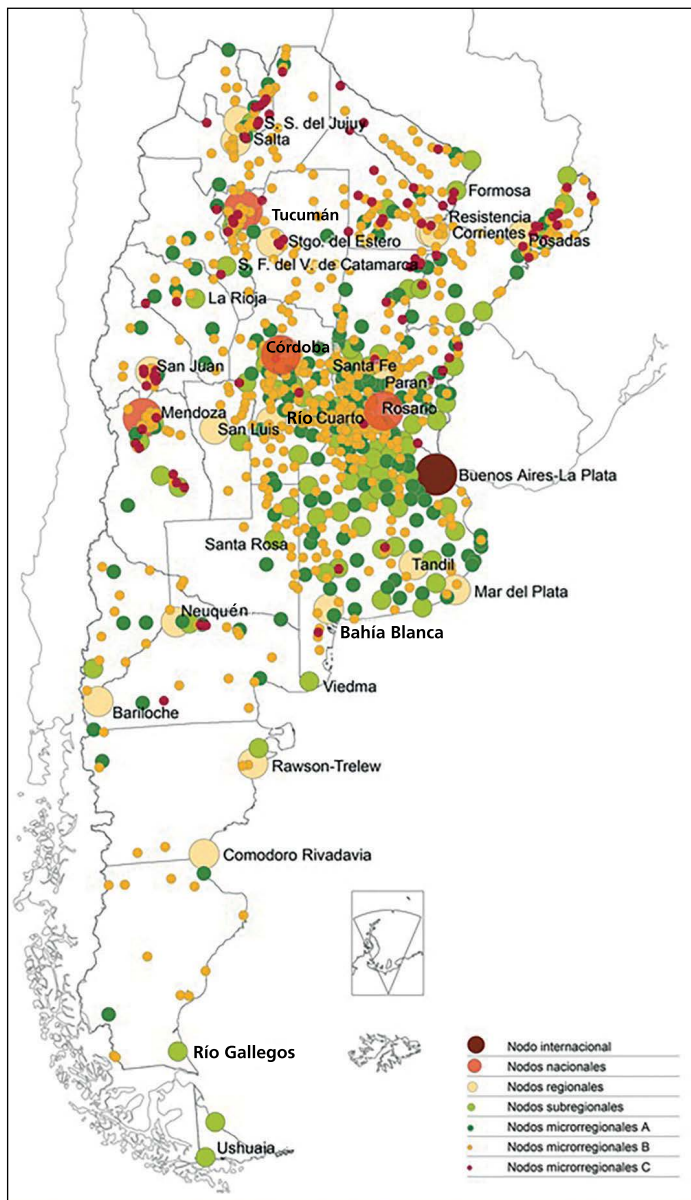 S. S. del Jujuy
Salta
Formosa
Tucumán
Resistencia
Corrientes
Posadas
Stgo. del Estero
S. F. del V. de Catamarca
La Rioja
Córdoba
San Juan
Santa Fe
Paran
Mendoza
Rosario
Río Cuarto
San Luis
Buenos Aires-La Plata
Santa Rosa
Tandil
Mar del Plata
Neuquén
Bahía Blanca
Viedma
Bariloche
Rawson-Trelew
Comodoro Rivadavia
Río Gallegos
Ushuaia
Nodo internacional
Nodos nacionales
Nodos regionales
Nodos subregionales
Nodos microrregionales A
Nodos microrregionales B
Nodos microrregionales C